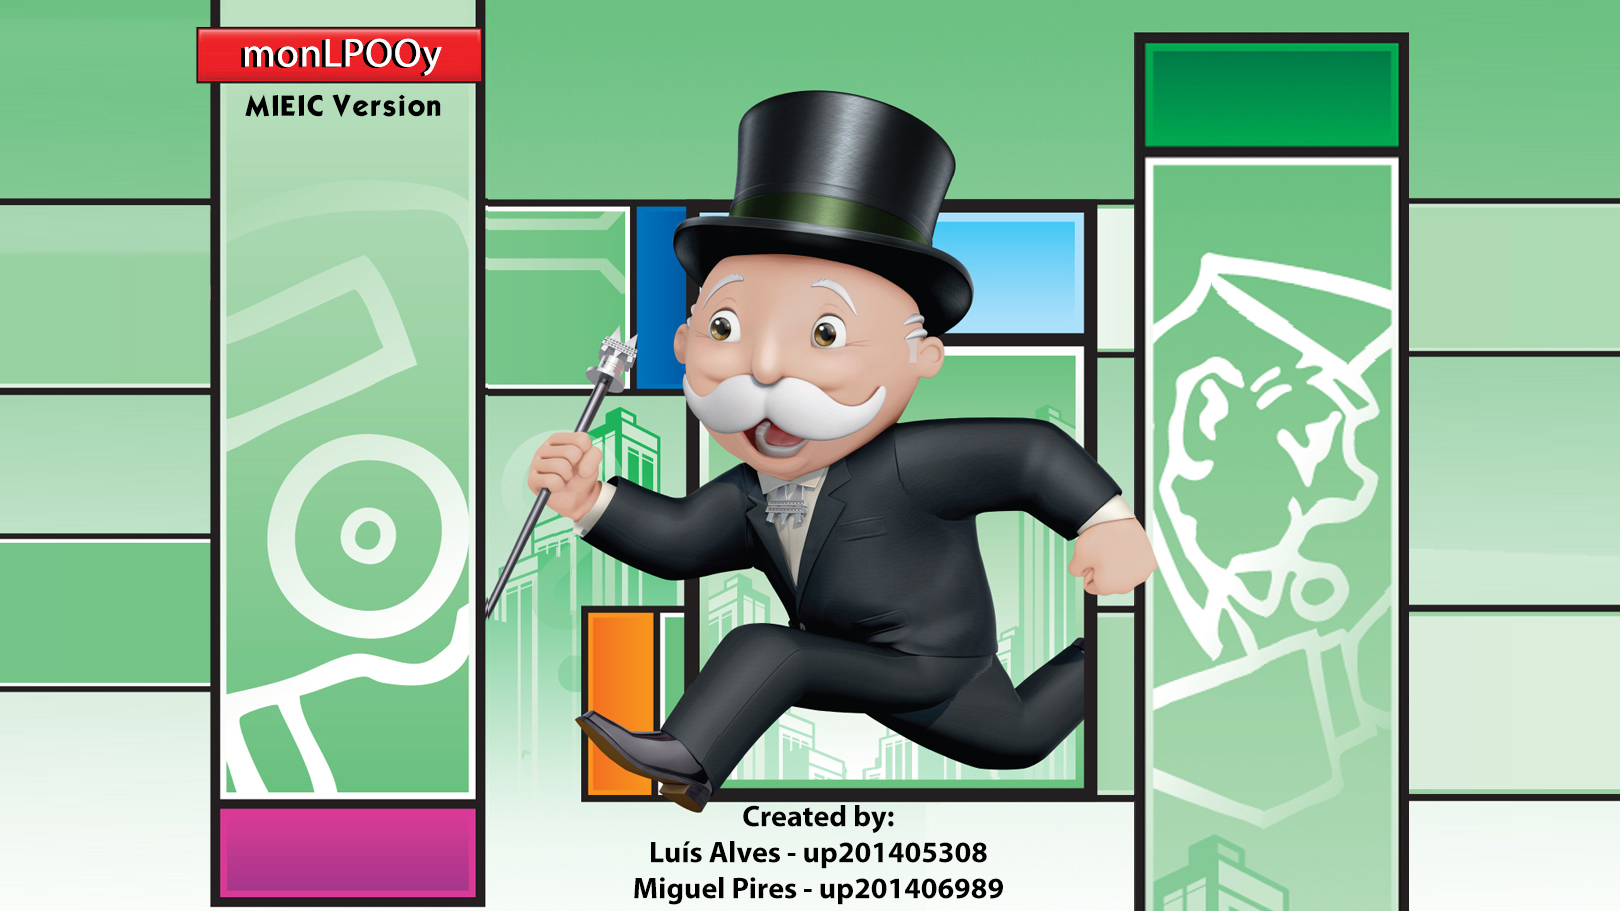 monLPOOy
MIEIC Version
Created by:
Luís Alves - up201405308
Miguel Pires - up201406989